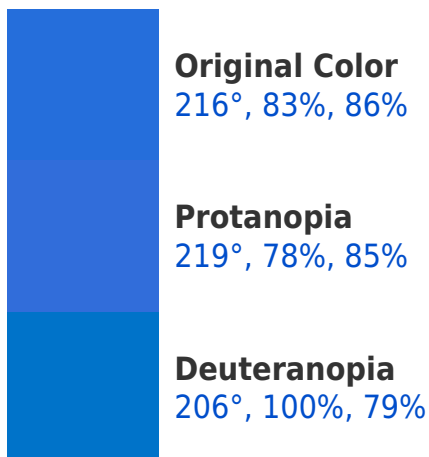 Original Color
216°, 83%, 86%
Protanopia
219°, 78%, 85%
Deuteranopia
206°, 100%, 79%